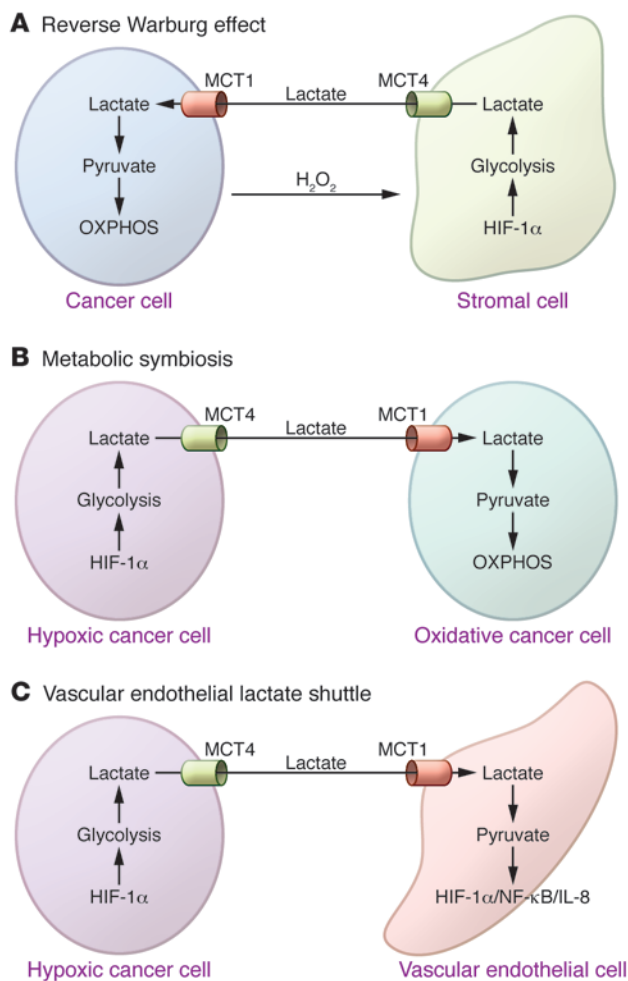 A Reverse Warburg effect
MCT1
MCT4
Lactate
Lactate
Lactate
Pyruvate
Glycolysis
H₂O₂
OXPHOS
HIF-1α
Cancer cell
Stromal cell
B Metabolic symbiosis
MCT4
MCT1
Lactate
Lactate
Lactate
Glycolysis
Pyruvate
HIF-1α
OXPHOS
Hypoxic cancer cell
Oxidative cancer cell
C Vascular endothelial lactate shuttle
MCT4
MCT1
Lactate
Lactate
Lactate
Glycolysis
Pyruvate
HIF-1α
HIF-1α/NF-κB/IL-8
Hypoxic cancer cell
Vascular endothelial cell